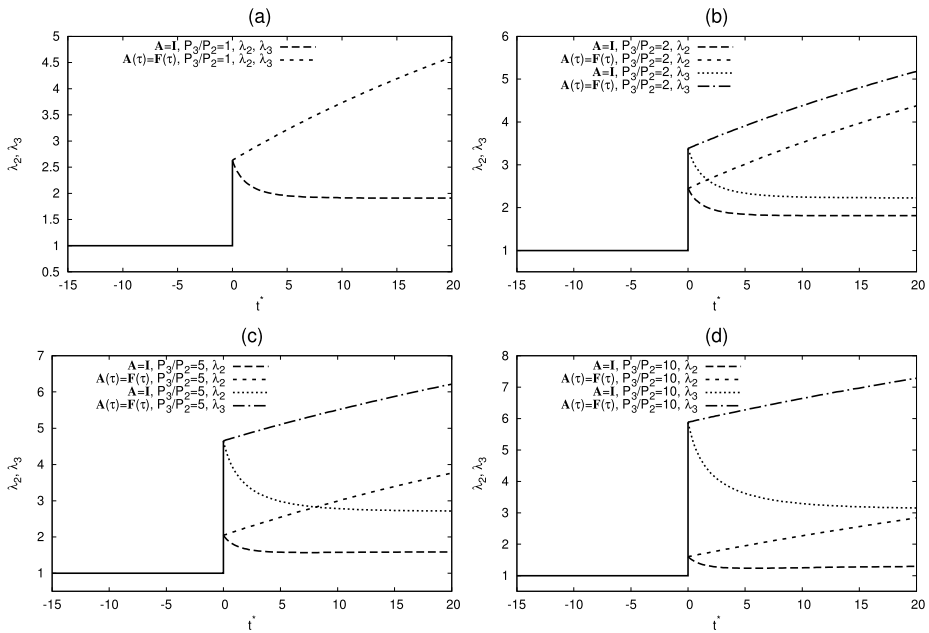 (a)
A=I, P3/P2=1, λ2, λ3
A(τ)=F(τ), P3/P2=1, λ2, λ3
λ2, λ3
5
4.5
4
3.5
3
2.5
2
1.5
1
0.5
-15 -10 -5 0 5 10 15 20
t*
(b)
A=I, P3/P2=2, λ2
A(τ)=F(τ), P3/P2=2, λ2
A=I, P3/P2=2, λ3
A(τ)=F(τ), P3/P2=2, λ3
λ2, λ3
6
5
4
3
2
1
-15 -10 -5 0 5 10 15 20
t*
(c)
A=I, P3/P2=5, λ2
A(τ)=F(τ), P3/P2=5, λ2
A=I, P3/P2=5, λ2
A(τ)=F(τ), P3/P2=5, λ3
λ2, λ3
7
6
5
4
3
2
1
-15 -10 -5 0 5 10 15 20
t*
(d)
A=I, P3/P2=10, λ2
A(τ)=F(τ), P3/P2=10, λ2
A=I, P3/P2=10, λ3
A(τ)=F(τ), P3/P2=10, λ3
λ2, λ3
8
7
6
5
4
3
2
1
-15 -10 -5 0 5 10 15 20
t*